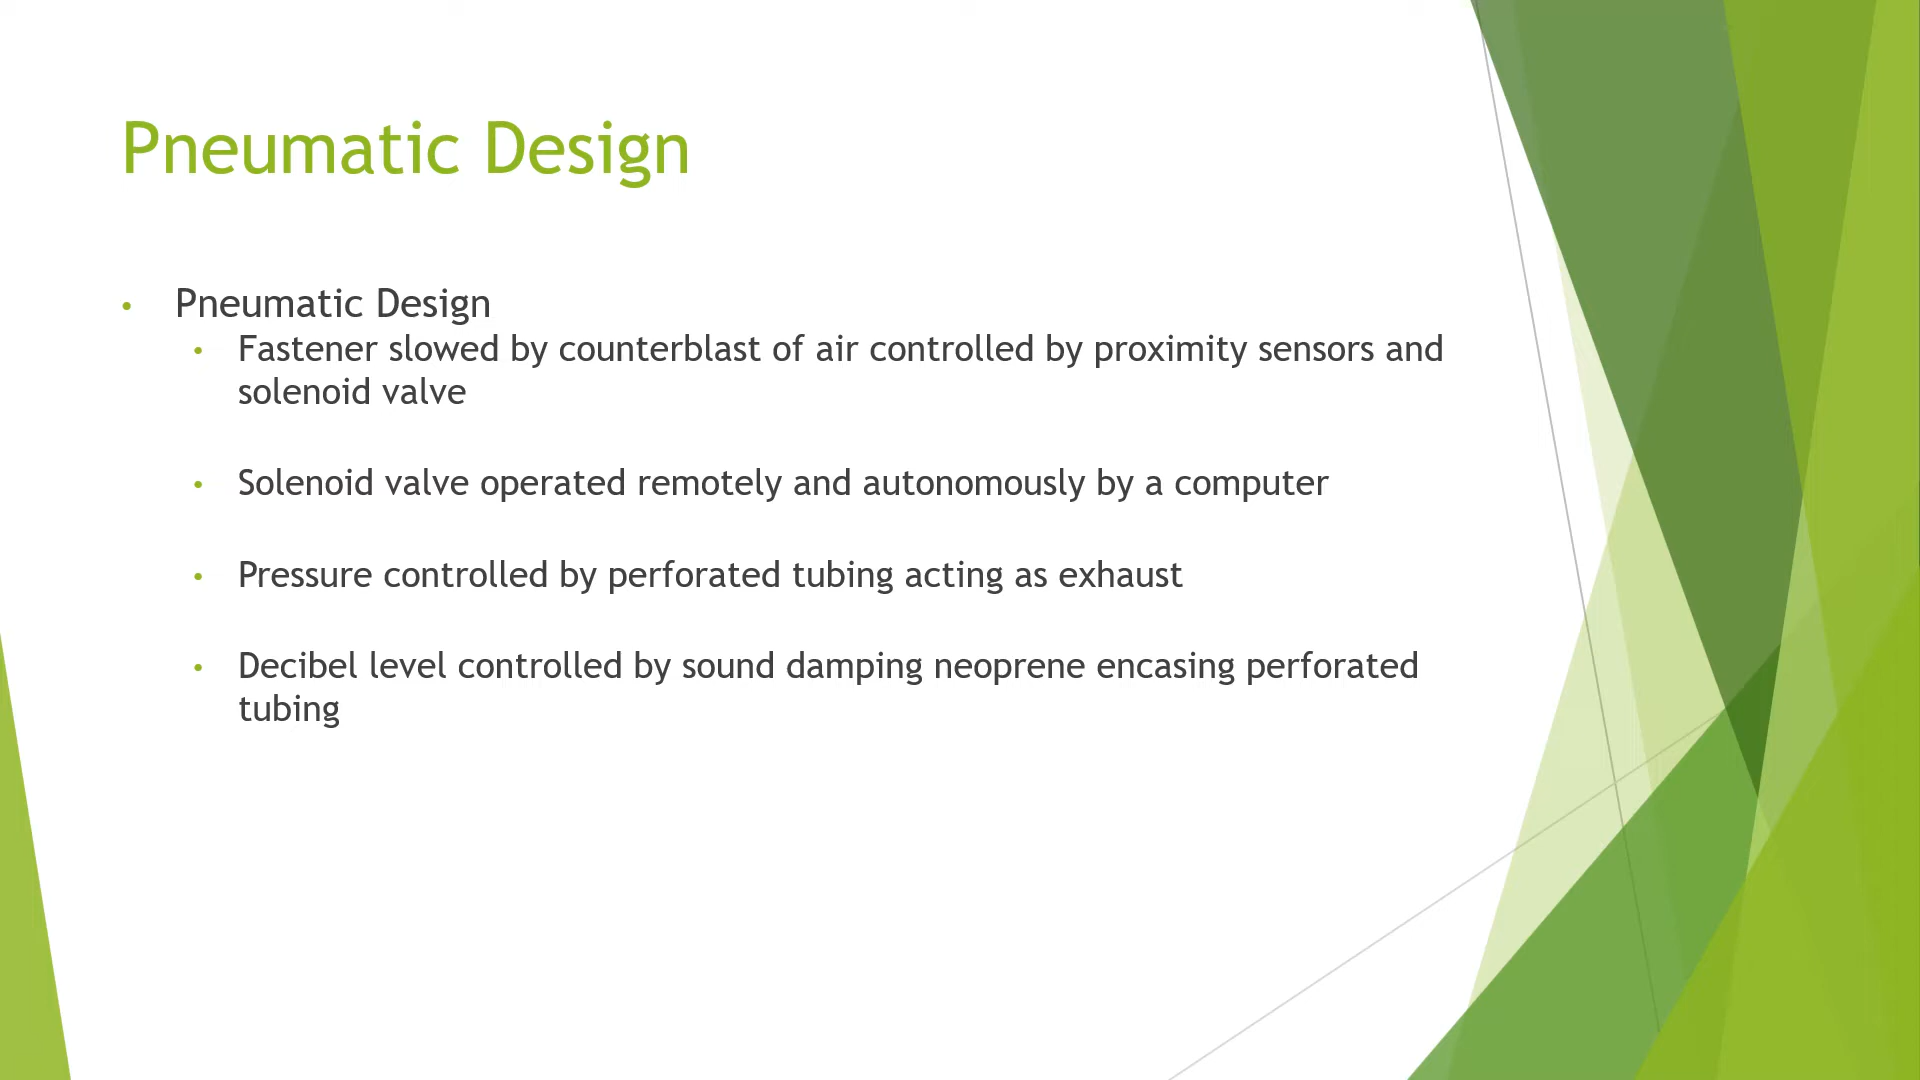 Pneumatic Design
• Pneumatic Design
• Fastener slowed by counterblast of air controlled by proximity sensors and
solenoid valve
• Solenoid valve operated remotely and autonomously by a computer
• Pressure controlled by perforated tubing acting as exhaust
• Decibel level controlled by sound damping neoprene encasing perforated
tubing